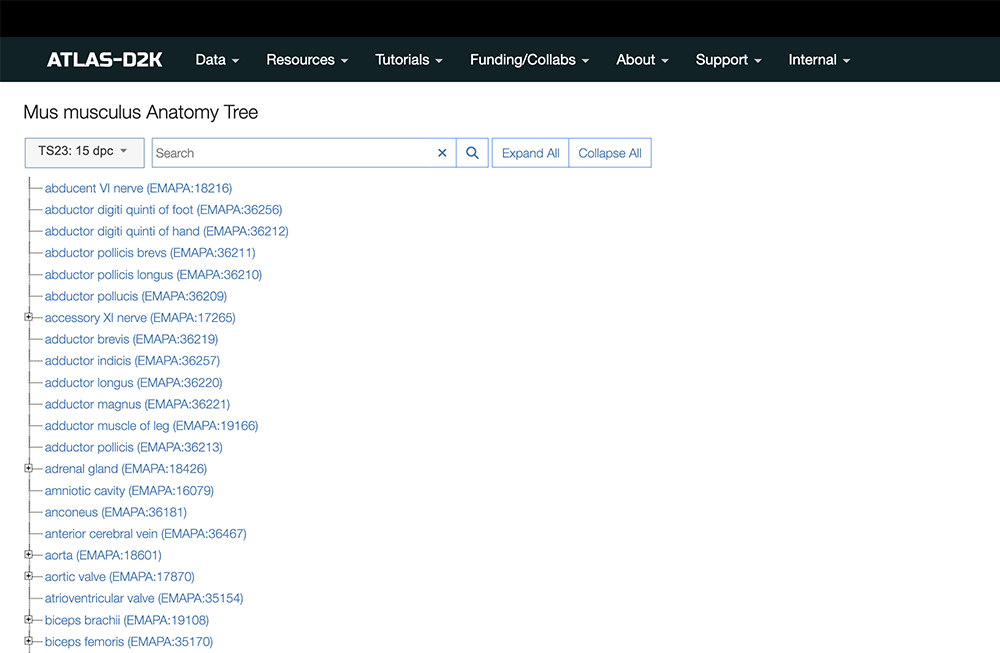 ATLAS-D2K Data Resources Tutorials Funding/Collabs About Support Internal
Mus musculus Anatomy Tree
TS23: 15 dpc Search Expand All Collapse All
abducent VI nerve (EMAPA:18216)
abductor digiti quinti of foot (EMAPA:36256)
abductor digiti quinti of hand (EMAPA:36212)
abductor pollicis brevs (EMAPA:36211)
abductor pollicis longus (EMAPA:36210)
abductor pollucis (EMAPA:36209)
accessory XI nerve (EMAPA:17265)
adductor brevis (EMAPA:36219)
adductor indicis (EMAPA:36257)
adductor longus (EMAPA:36220)
adductor magnus (EMAPA:36221)
adductor muscle of leg (EMAPA:19166)
adductor pollicis (EMAPA:36213)
adrenal gland (EMAPA:18426)
amniotic cavity (EMAPA:16079)
anconeus (EMAPA:36181)
anterior cerebral vein (EMAPA:36467)
aorta (EMAPA:18601)
aortic valve (EMAPA:17870)
atrioventricular valve (EMAPA:35154)
biceps brachii (EMAPA:19108)
biceps femoris (EMAPA:35170)